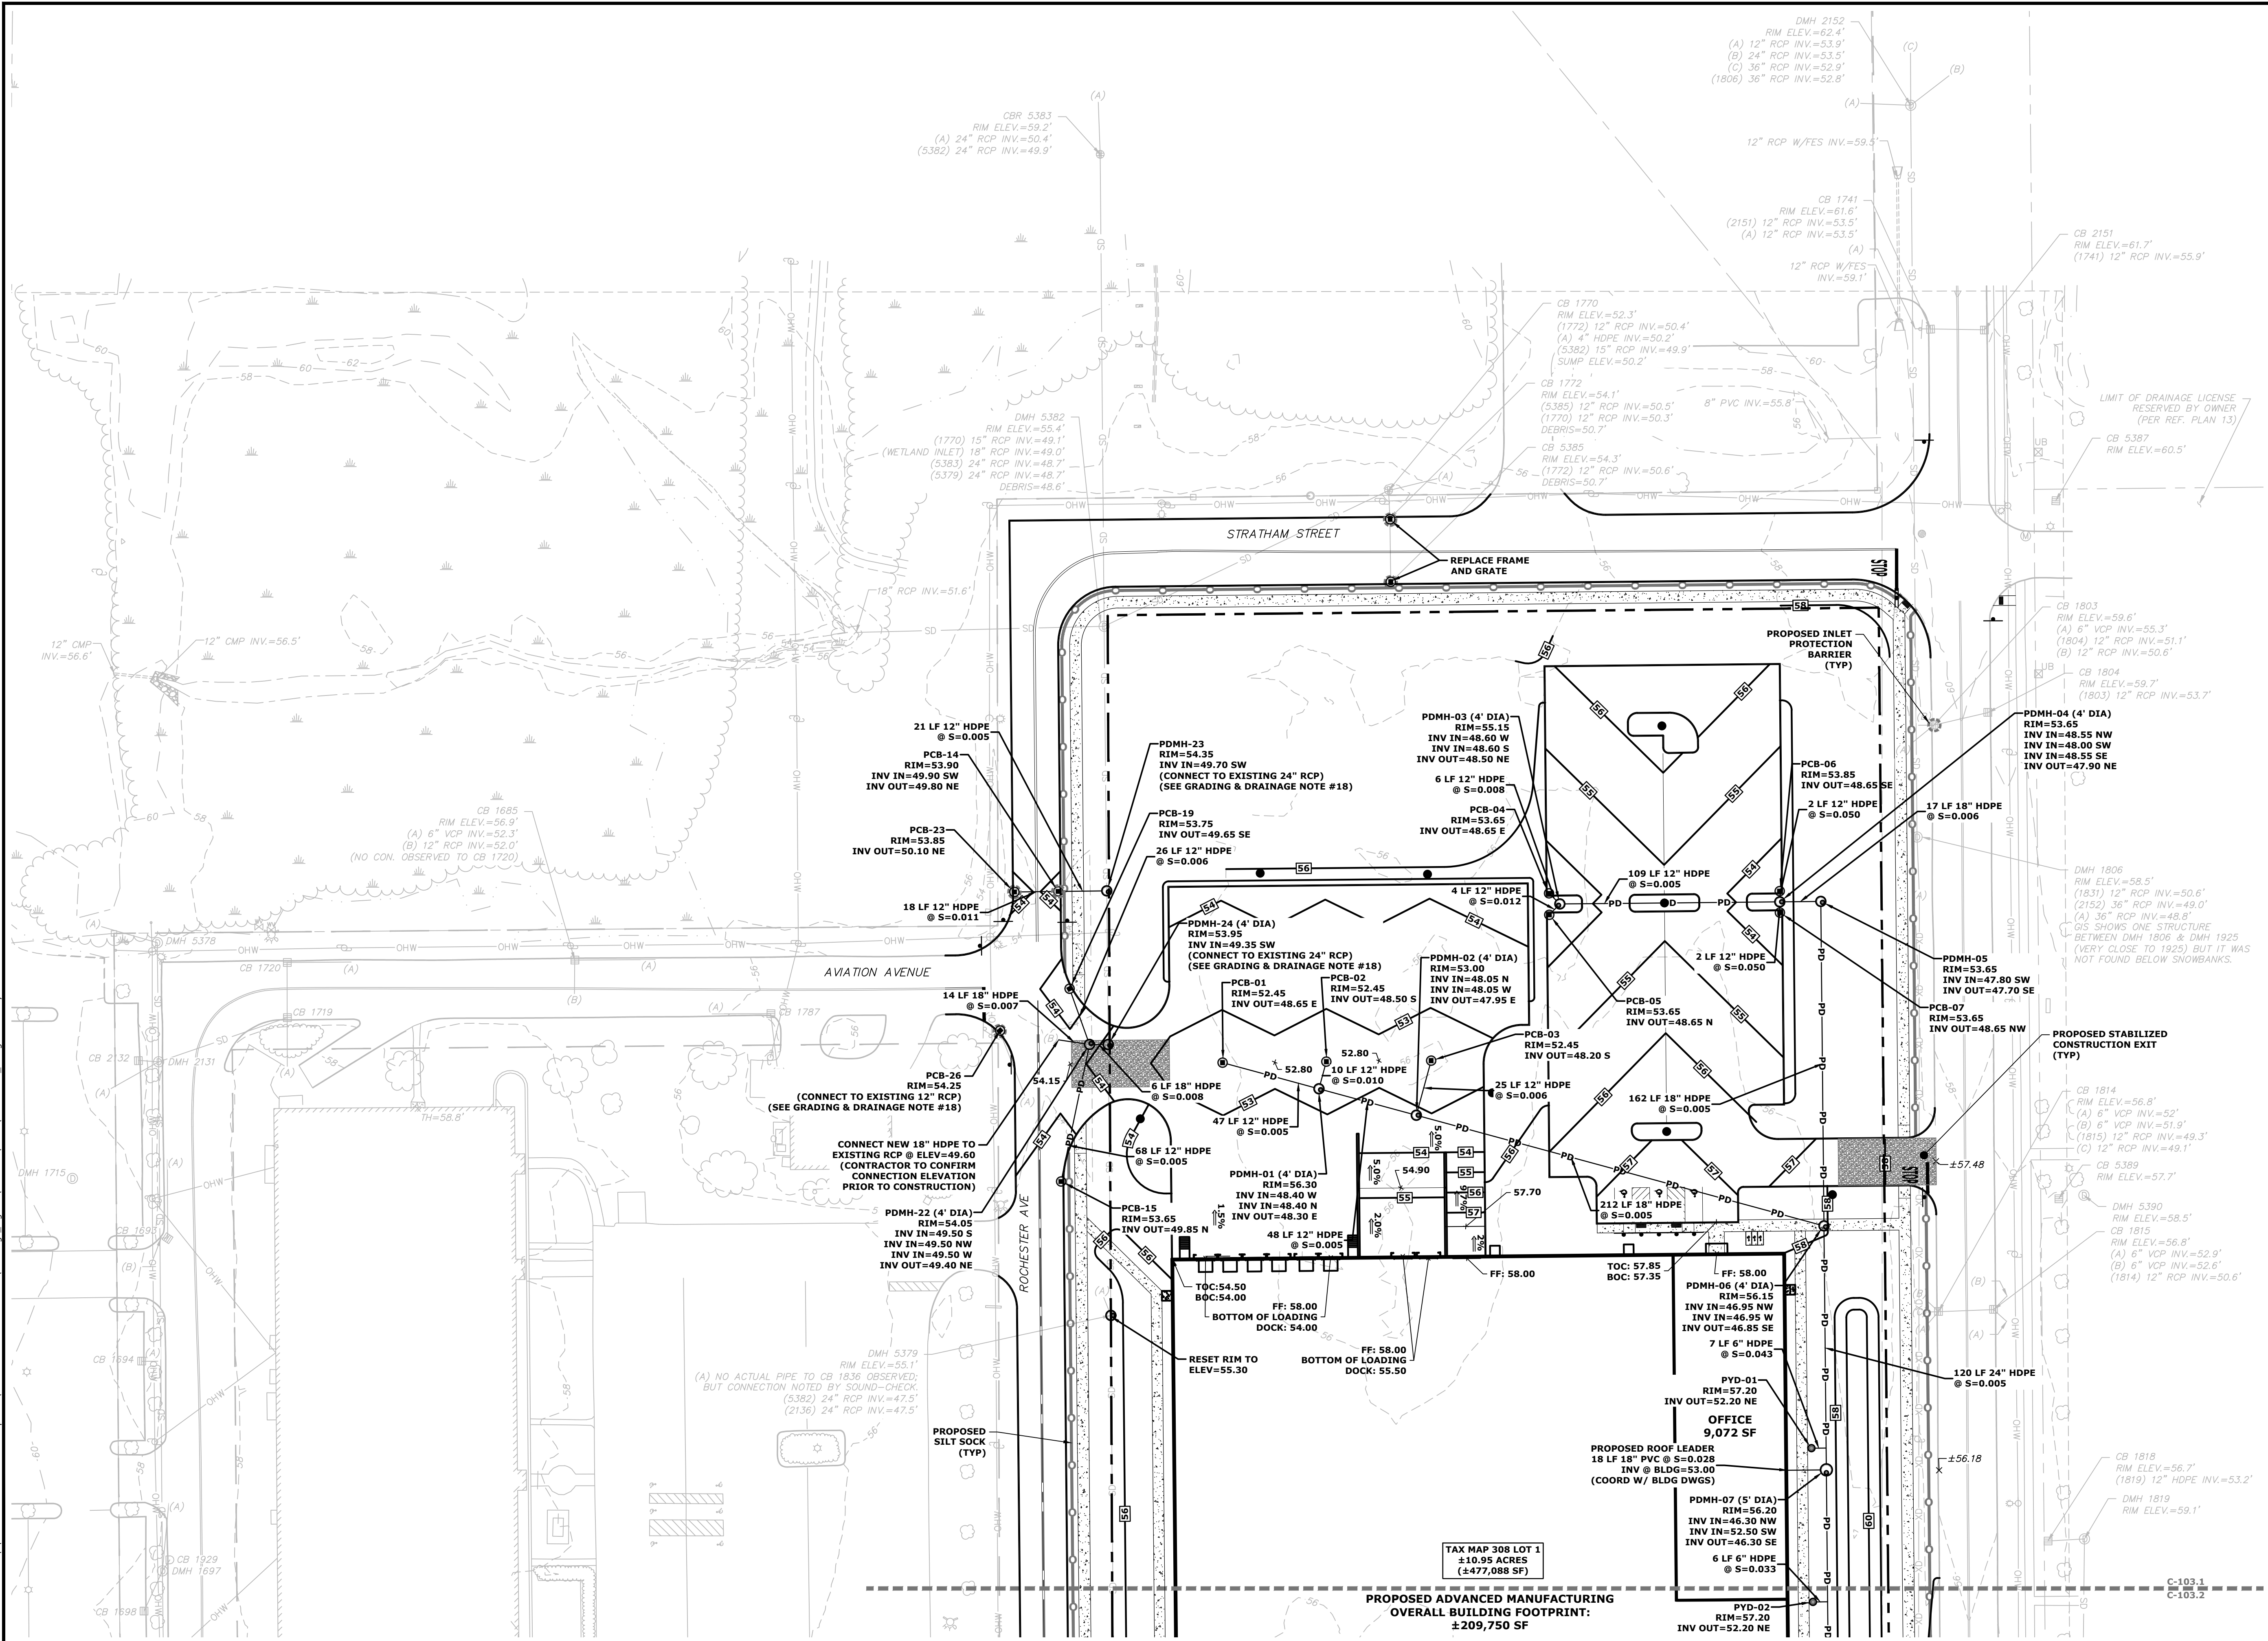 DMH 2152
RIM ELEV.=62.4'
(A) 12" RCP INV.=53.9'
(B) 24" RCP INV.=53.5'
(C) 36" RCP INV.=52.9'
(1806) 36" RCP INV.=52.8'
(C)
(B)
(A)
(A)
CBR 5383
RIM ELEV.=59.2'
(A) 24" RCP INV.=50.4'
(5382) 24" RCP INV.=49.9'
12" RCP W/FES INV.=59.5'
CB 1741
RIM ELEV.=61.6'
(2151) 12" RCP INV.=53.5'
(A) 12" RCP INV.=53.5'
(A)
12" RCP W/FES
INV.=59.1'
CB 2151
RIM ELEV.=61.7'
(1741) 12" RCP INV.=55.9'
CB 1770
RIM ELEV.=52.3'
(1772) 12" RCP INV.=50.4'
(A) 4" HDPE INV.=50.2'
(5382) 15" RCP INV.=49.9'
SUMP ELEV.=50.2'
CB 1772
RIM ELEV.=54.1'
(5385) 12" RCP INV.=50.5'
(1770) 12" RCP INV.=50.3'
DEBRIS=50.7'
8" PVC INV.=55.8'
CB 5385
RIM ELEV.=54.3'
(1772) 12" RCP INV.=50.6'
DEBRIS=50.7'
DMH 5382
RIM ELEV.=55.4'
(1770) 15" RCP INV.=49.1'
(WETLAND INLET) 18" RCP INV.=49.0'
(5383) 24" RCP INV.=48.7'
(5379) 24" RCP INV.=48.7'
DEBRIS=48.6'
LIMIT OF DRAINAGE LICENSE
RESERVED BY OWNER
(PER REF. PLAN 13)
CB 5387
RIM ELEV.=60.5'
STRATHAM STREET
REPLACE FRAME
AND GRATE
STOP
18" RCP INV.=51.6'
12" CMP
INV.=56.6'
12" CMP INV.=56.5'
PROPOSED INLET
PROTECTION
BARRIER
(TYP)
CB 1803
RIM ELEV.=59.6'
(A) 6" VCP INV.=55.3'
(1804) 12" RCP INV.=51.1'
(B) 12" RCP INV.=50.6'
CB 1804
RIM ELEV.=59.7'
(1803) 12" RCP INV.=53.7'
21 LF 12" HDPE
@ S=0.005
PCB-14
RIM=53.90
INV IN=49.90 SW
INV OUT=49.80 NE
PDMH-23
RIM=54.35
INV IN=49.70 SW
(CONNECT TO EXISTING 24" RCP)
(SEE GRADING & DRAINAGE NOTE #18)
PCB-23
RIM=53.85
INV OUT=50.10 NE
PCB-19
RIM=53.75
INV OUT=49.65 SE
26 LF 12" HDPE
@ S=0.006
18 LF 12" HDPE
@ S=0.011
PDMH-03 (4' DIA)
RIM=55.15
INV IN=48.60 W
INV IN=48.60 S
INV OUT=48.50 NE
6 LF 12" HDPE
@ S=0.008
PCB-04
RIM=53.65
INV OUT=48.65 E
4 LF 12" HDPE
@ S=0.012
109 LF 12" HDPE
@ S=0.005
PDMH-04 (4' DIA)
RIM=53.65
INV IN=48.55 NW
INV IN=48.00 SW
INV IN=48.55 SE
INV OUT=47.90 NE
PCB-06
RIM=53.85
INV OUT=48.65 SE
2 LF 12" HDPE
@ S=0.050
17 LF 18" HDPE
@ S=0.006
CB 1685
RIM ELEV.=56.9'
(A) 6" VCP INV.=52.3'
(B) 12" RCP INV.=52.0'
(NO CON. OBSERVED TO CB 1720)
DMH 1806
RIM ELEV.=58.5'
(1831) 12" RCP INV.=50.6'
(2152) 36" RCP INV.=49.0'
(A) 36" RCP INV.=48.8'
GIS SHOWS ONE STRUCTURE
BETWEEN DMH 1806 & DMH 1925
(VERY CLOSE TO 1925) BUT IT WAS
NOT FOUND BELOW SNOWBANKS.
DMH 5378
CB 1720
AVIATION AVENUE
PDMH-24 (4' DIA)
RIM=53.95
INV IN=49.35 SW
(CONNECT TO EXISTING 24" RCP)
(SEE GRADING & DRAINAGE NOTE #18)
PCB-01
RIM=52.45
INV OUT=48.65 E
PCB-02
RIM=52.45
INV OUT=48.50 S
PDMH-02 (4' DIA)
RIM=53.00
INV IN=48.05 N
INV IN=48.05 W
INV OUT=47.95 E
2 LF 12" HDPE
@ S=0.050
PCB-05
RIM=53.65
INV OUT=48.65 N
PDMH-05
RIM=53.65
INV IN=47.80 SW
INV OUT=47.70 SE
PCB-07
RIM=53.65
INV OUT=48.65 NW
PCB-03
RIM=52.45
INV OUT=48.20 S
PROPOSED STABILIZED
CONSTRUCTION EXIT
(TYP)
14 LF 18" HDPE
@ S=0.007
CB 1719
CB 1787
CB 2132
DMH 2131
PCB-26
RIM=54.25
(CONNECT TO EXISTING 12" RCP)
(SEE GRADING & DRAINAGE NOTE #18)
54.15
52.80
52.80
10 LF 12" HDPE
@ S=0.010
6 LF 18" HDPE
@ S=0.008
25 LF 12" HDPE
@ S=0.006
47 LF 12" HDPE
@ S=0.005
162 LF 18" HDPE
@ S=0.005
CB 1814
RIM ELEV.=56.8'
(A) 6" VCP INV.=52'
(B) 6" VCP INV.=51.9'
(1815) 12" RCP INV.=49.3'
(C) 12" RCP INV.=49.1'
TH=58.8'
CONNECT NEW 18" HDPE TO
EXISTING RCP @ ELEV=49.60
(CONTRACTOR TO CONFIRM
CONNECTION ELEVATION
PRIOR TO CONSTRUCTION)
68 LF 12" HDPE
@ S=0.005
PDMH-01 (4' DIA)
RIM=56.30
INV IN=48.40 W
INV IN=48.40 N
INV OUT=48.30 E
5.0%
5.0%
54.90
9.7%
57.70
2.0%
2%
1.5%
STOP
±57.48
CB 5389
RIM ELEV.=57.7'
DMH 1715
PDMH-22 (4' DIA)
RIM=54.05
INV IN=49.50 S
INV IN=49.50 NW
INV IN=49.50 W
INV OUT=49.40 NE
ROCHESTER AVE
PCB-15
RIM=53.65
INV OUT=49.85 N
48 LF 12" HDPE
@ S=0.005
212 LF 18" HDPE
@ S=0.005
DMH 5390
RIM ELEV.=58.5'
CB 1815
RIM ELEV.=56.8'
(A) 6" VCP INV.=52.9'
(B) 6" VCP INV.=52.6'
(1814) 12" RCP INV.=50.6'
CB 1693
TOC:54.50
BOC:54.00
FF: 58.00
BOTTOM OF LOADING
DOCK: 54.00
FF: 58.00
TOC: 57.85
BOC: 57.35
FF: 58.00
PDMH-06 (4' DIA)
RIM=56.15
INV IN=46.95 NW
INV IN=46.95 W
INV OUT=46.85 SE
7 LF 6" HDPE
@ S=0.043
CB 1694
DMH 5379
RIM ELEV.=55.1'
(A) NO ACTUAL PIPE TO CB 1836 OBSERVED;
BUT CONNECTION NOTED BY SOUND-CHECK.
(5382) 24" RCP INV.=47.5'
(2136) 24" RCP INV.=47.5'
RESET RIM TO
ELEV=55.30
FF: 58.00
BOTTOM OF LOADING
DOCK: 55.50
PYD-01
RIM=57.20
INV OUT=52.20 NE
120 LF 24" HDPE
@ S=0.005
OFFICE
9,072 SF
PROPOSED
SILT SOCK
(TYP)
PROPOSED ROOF LEADER
18 LF 18" PVC @ S=0.028
INV @ BLDG=53.00
(COORD W/ BLDG DWGS)
±56.18
CB 1818
RIM ELEV.=56.7'
(1819) 12" HDPE INV.=53.2'
DMH 1819
RIM ELEV.=59.1'
PDMH-07 (5' DIA)
RIM=56.20
INV IN=46.30 NW
INV IN=52.50 SW
INV OUT=46.30 SE
6 LF 6" HDPE
@ S=0.033
CB 1929
DMH 1697
CB 1698
TAX MAP 308 LOT 1
±10.95 ACRES
(±477,088 SF)
PROPOSED ADVANCED MANUFACTURING
OVERALL BUILDING FOOTPRINT:
±209,750 SF
PYD-02
RIM=57.20
INV OUT=52.20 NE
C-103.1
C-103.2